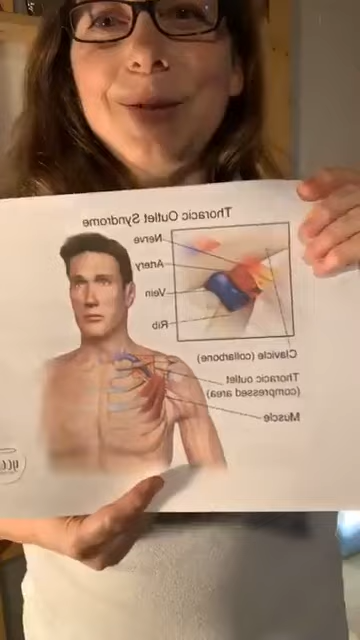 Thoracic Outlet Syndrome
Nerve
Artery
Vein
Rib
Clavicle (collarbone)
Thoracic outlet
(compressed area)
Muscle